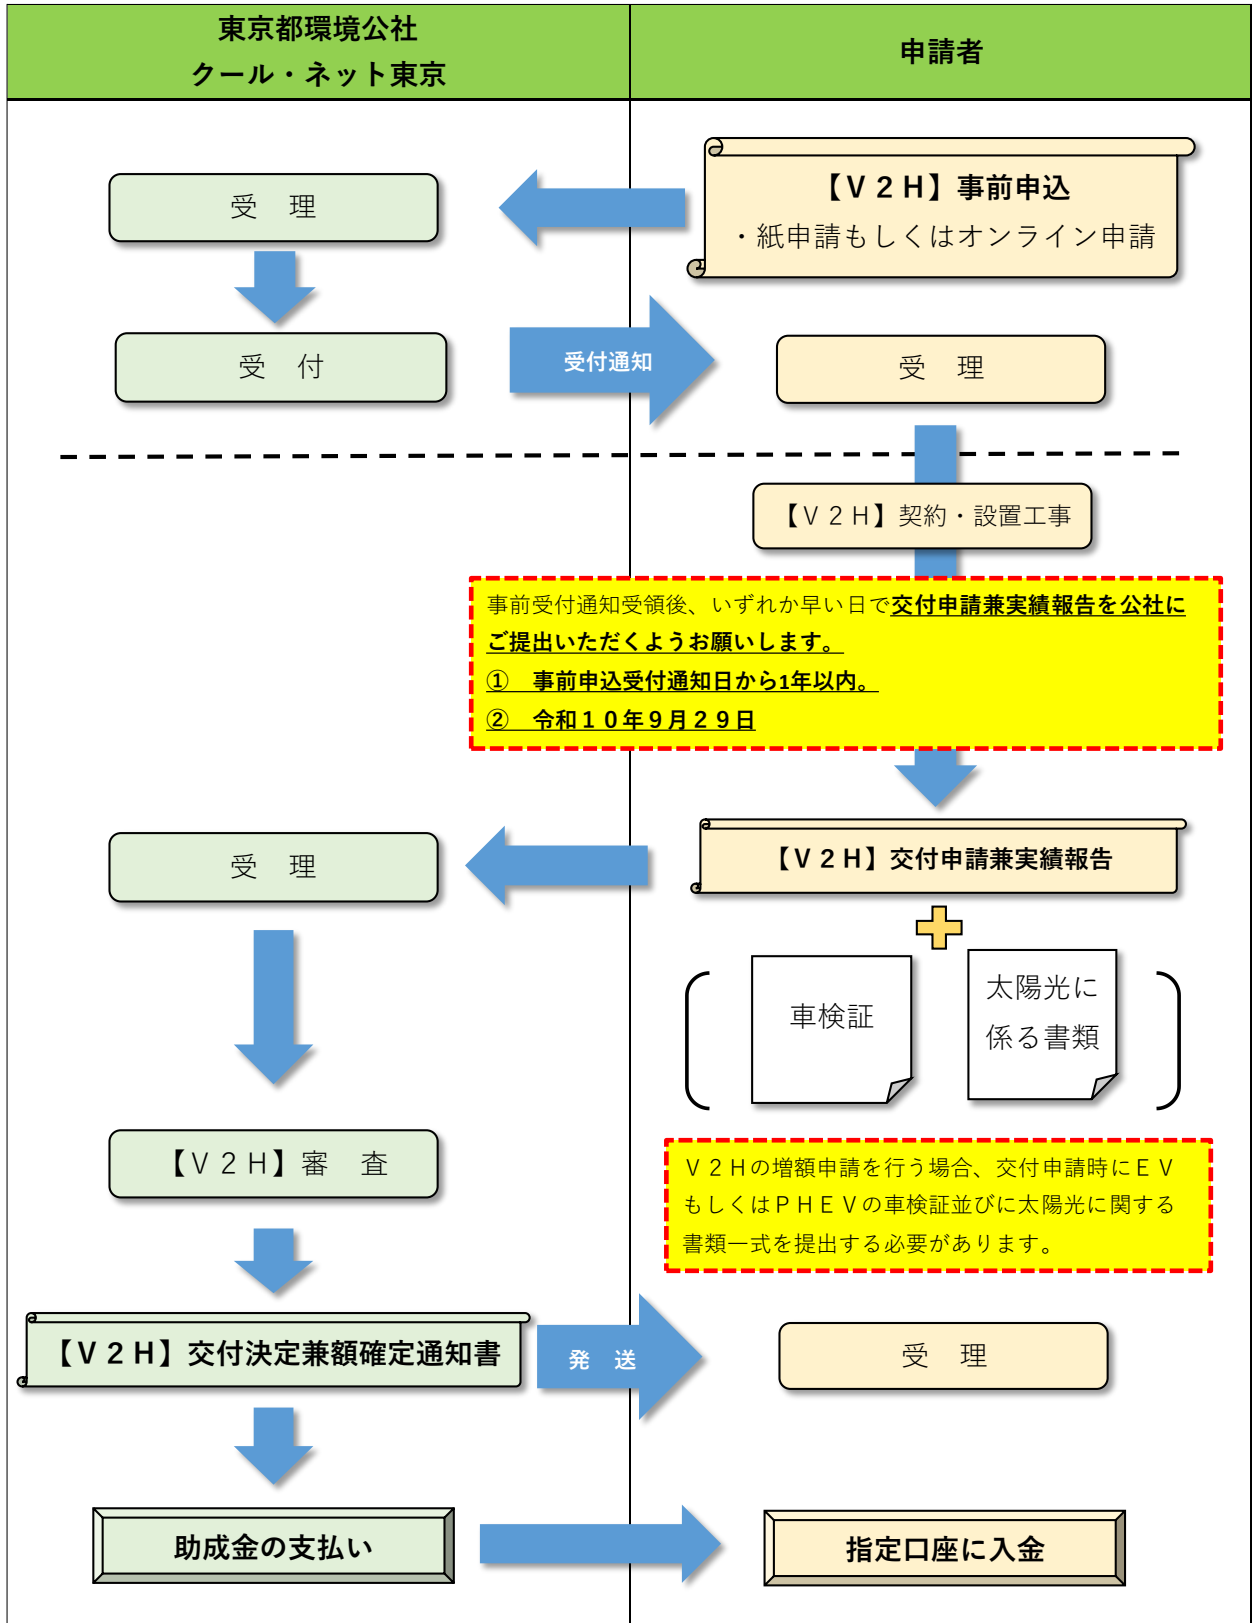 東京都環境公社
クール・ネット東京
申請者
【V２H】事前申込
・紙申請もしくはオンライン申請
受　理
受　付
受付通知
受　理
【V２H】契約・設置工事
事前受付通知受領後、いずれか早い日で交付申請兼実績報告を公社に
ご提出いただくようお願いします。
①　事前申込受付通知日から1年以内。
②　令和１０年９月２９日
【V２H】交付申請兼実績報告
受　理
車検証
太陽光に
係る書類
【V２H】審　査
V２Hの増額申請を行う場合、交付申請時にＥＶ
もしくはＰＨＥＶの車検証並びに太陽光に関する
書類一式を提出する必要があります。
【V２H】交付決定兼額確定通知書
発　送
受　理
助成金の支払い
指定口座に入金